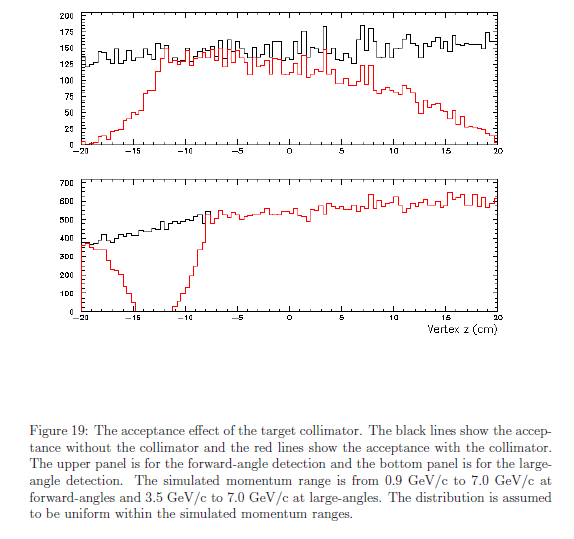 200
175
150
125
100
75
50
25
0
-20 -15 -10 -5 0 5 10 15 20
700
600
500
400
300
200
100
0
-20 -15 -10 -5 0 5 10 15 20
Vertex z (cm)
Figure 19: The acceptance effect of the target collimator. The black lines show the accep-
tance without the collimator and the red lines show the acceptance with the collimator.
The upper panel is for the forward-angle detection and the bottom panel is for the large-
angle detection. The simulated momentum range is from 0.9 GeV/c to 7.0 GeV/c at
forward-angles and 3.5 GeV/c to 7.0 GeV/c at large-angles. The distribution is assumed
to be uniform within the simulated momentum ranges.